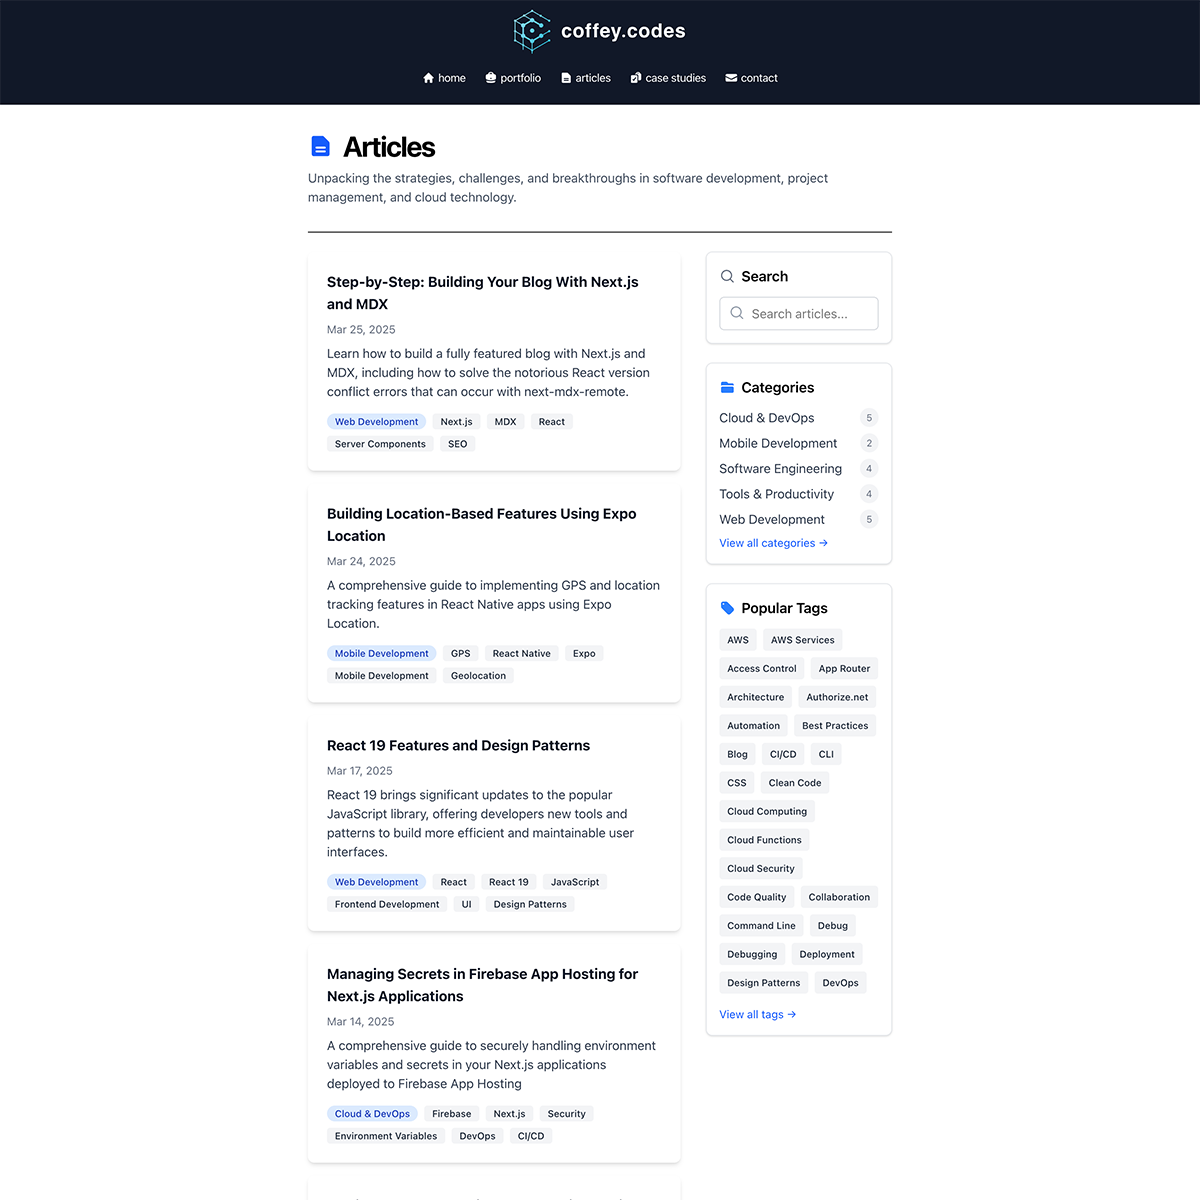 coffey.codes
home portfolio articles case studies contact
Articles
Unpacking the strategies, challenges, and breakthroughs in software development, project
management, and cloud technology.
Step-by-Step: Building Your Blog With Next.js
and MDX
Mar 25, 2025
Learn how to build a fully featured blog with Next.js and
MDX, including how to solve the notorious React version
conflict errors that can occur with next-mdx-remote.
Web Development Next.js MDX React
Server Components SEO
Building Location-Based Features Using Expo
Location
Mar 24, 2025
A comprehensive guide to implementing GPS and location
tracking features in React Native apps using Expo
Location.
Mobile Development GPS React Native Expo
Mobile Development Geolocation
React 19 Features and Design Patterns
Mar 17, 2025
React 19 brings significant updates to the popular
JavaScript library, offering developers new tools and
patterns to build more efficient and maintainable user
interfaces.
Web Development React React 19 JavaScript
Frontend Development UI Design Patterns
Managing Secrets in Firebase App Hosting for
Next.js Applications
Mar 14, 2025
A comprehensive guide to securely handling environment
variables and secrets in your Next.js applications
deployed to Firebase App Hosting
Cloud & DevOps Firebase Next.js Security
Environment Variables DevOps CI/CD
Search
Search articles...
Categories
Cloud & DevOps 5
Mobile Development 2
Software Engineering 4
Tools & Productivity 4
Web Development 5
View all categories →
Popular Tags
AWS AWS Services
Access Control App Router
Architecture Authorize.net
Automation Best Practices
Blog CI/CD CLI
CSS Clean Code
Cloud Computing
Cloud Functions
Cloud Security
Code Quality Collaboration
Command Line Debug
Debugging Deployment
Design Patterns DevOps
View all tags →